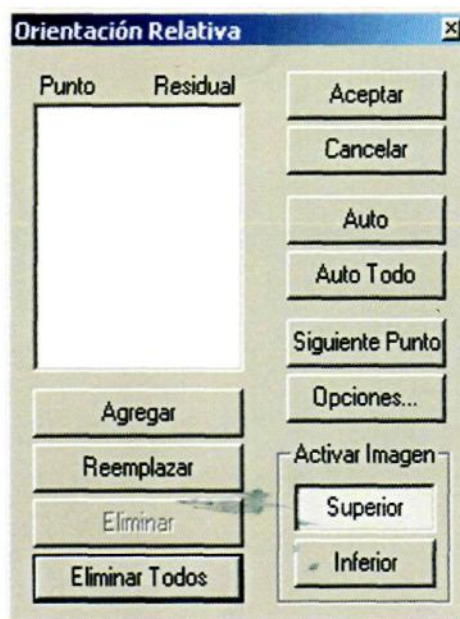 Orientación Relativa
Punto Residual
Aceptar
Cancelar
Auto
Auto Todo
Siguiente Punto
Opciones...
Agregar
Reemplazar
Eliminar
Eliminar Todos
Activar Imagen
Superior
Inferior